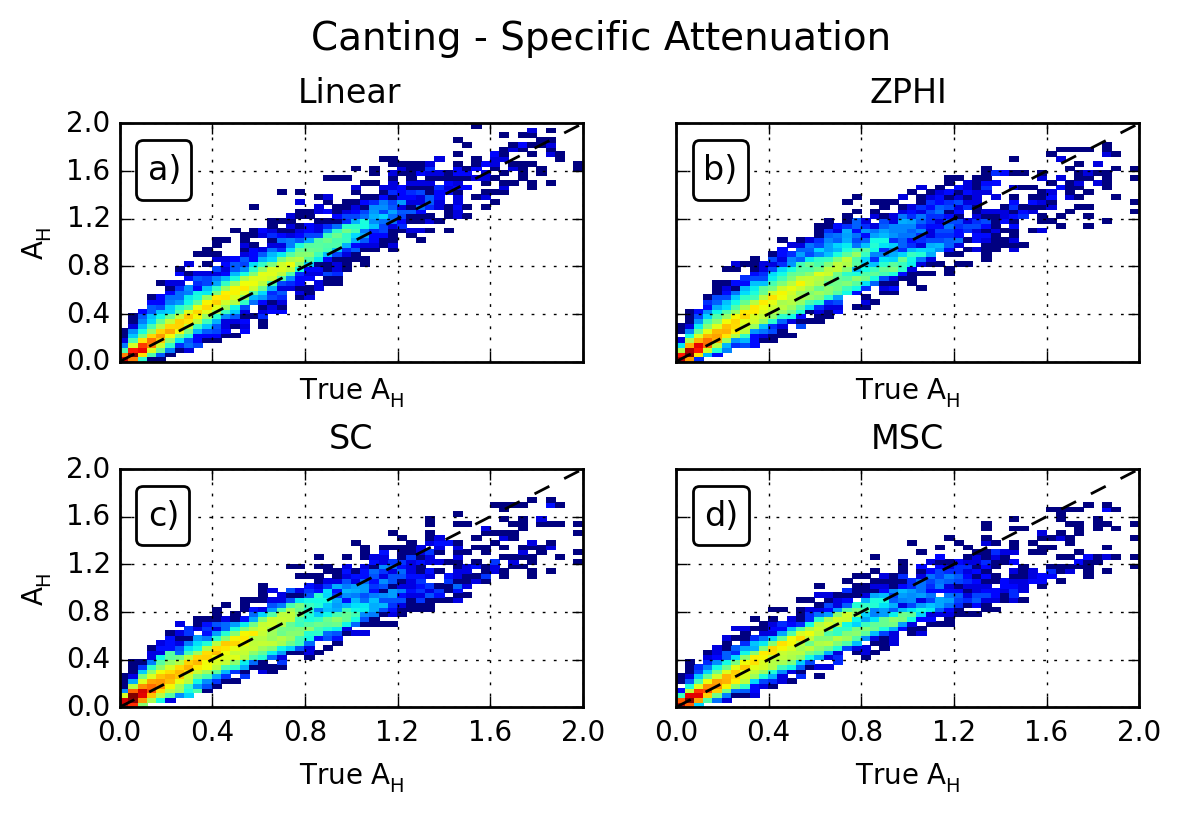 Canting - Specific Attenuation
Linear
ZPHI
2.0
1.6
1.2
0.8
0.4
0.0
A_H
a)
b)
True A_H
True A_H
SC
MSC
2.0
1.6
1.2
0.8
0.4
0.0
A_H
c)
d)
0.0 0.4 0.8 1.2 1.6 2.0
0.0 0.4 0.8 1.2 1.6 2.0
True A_H
True A_H